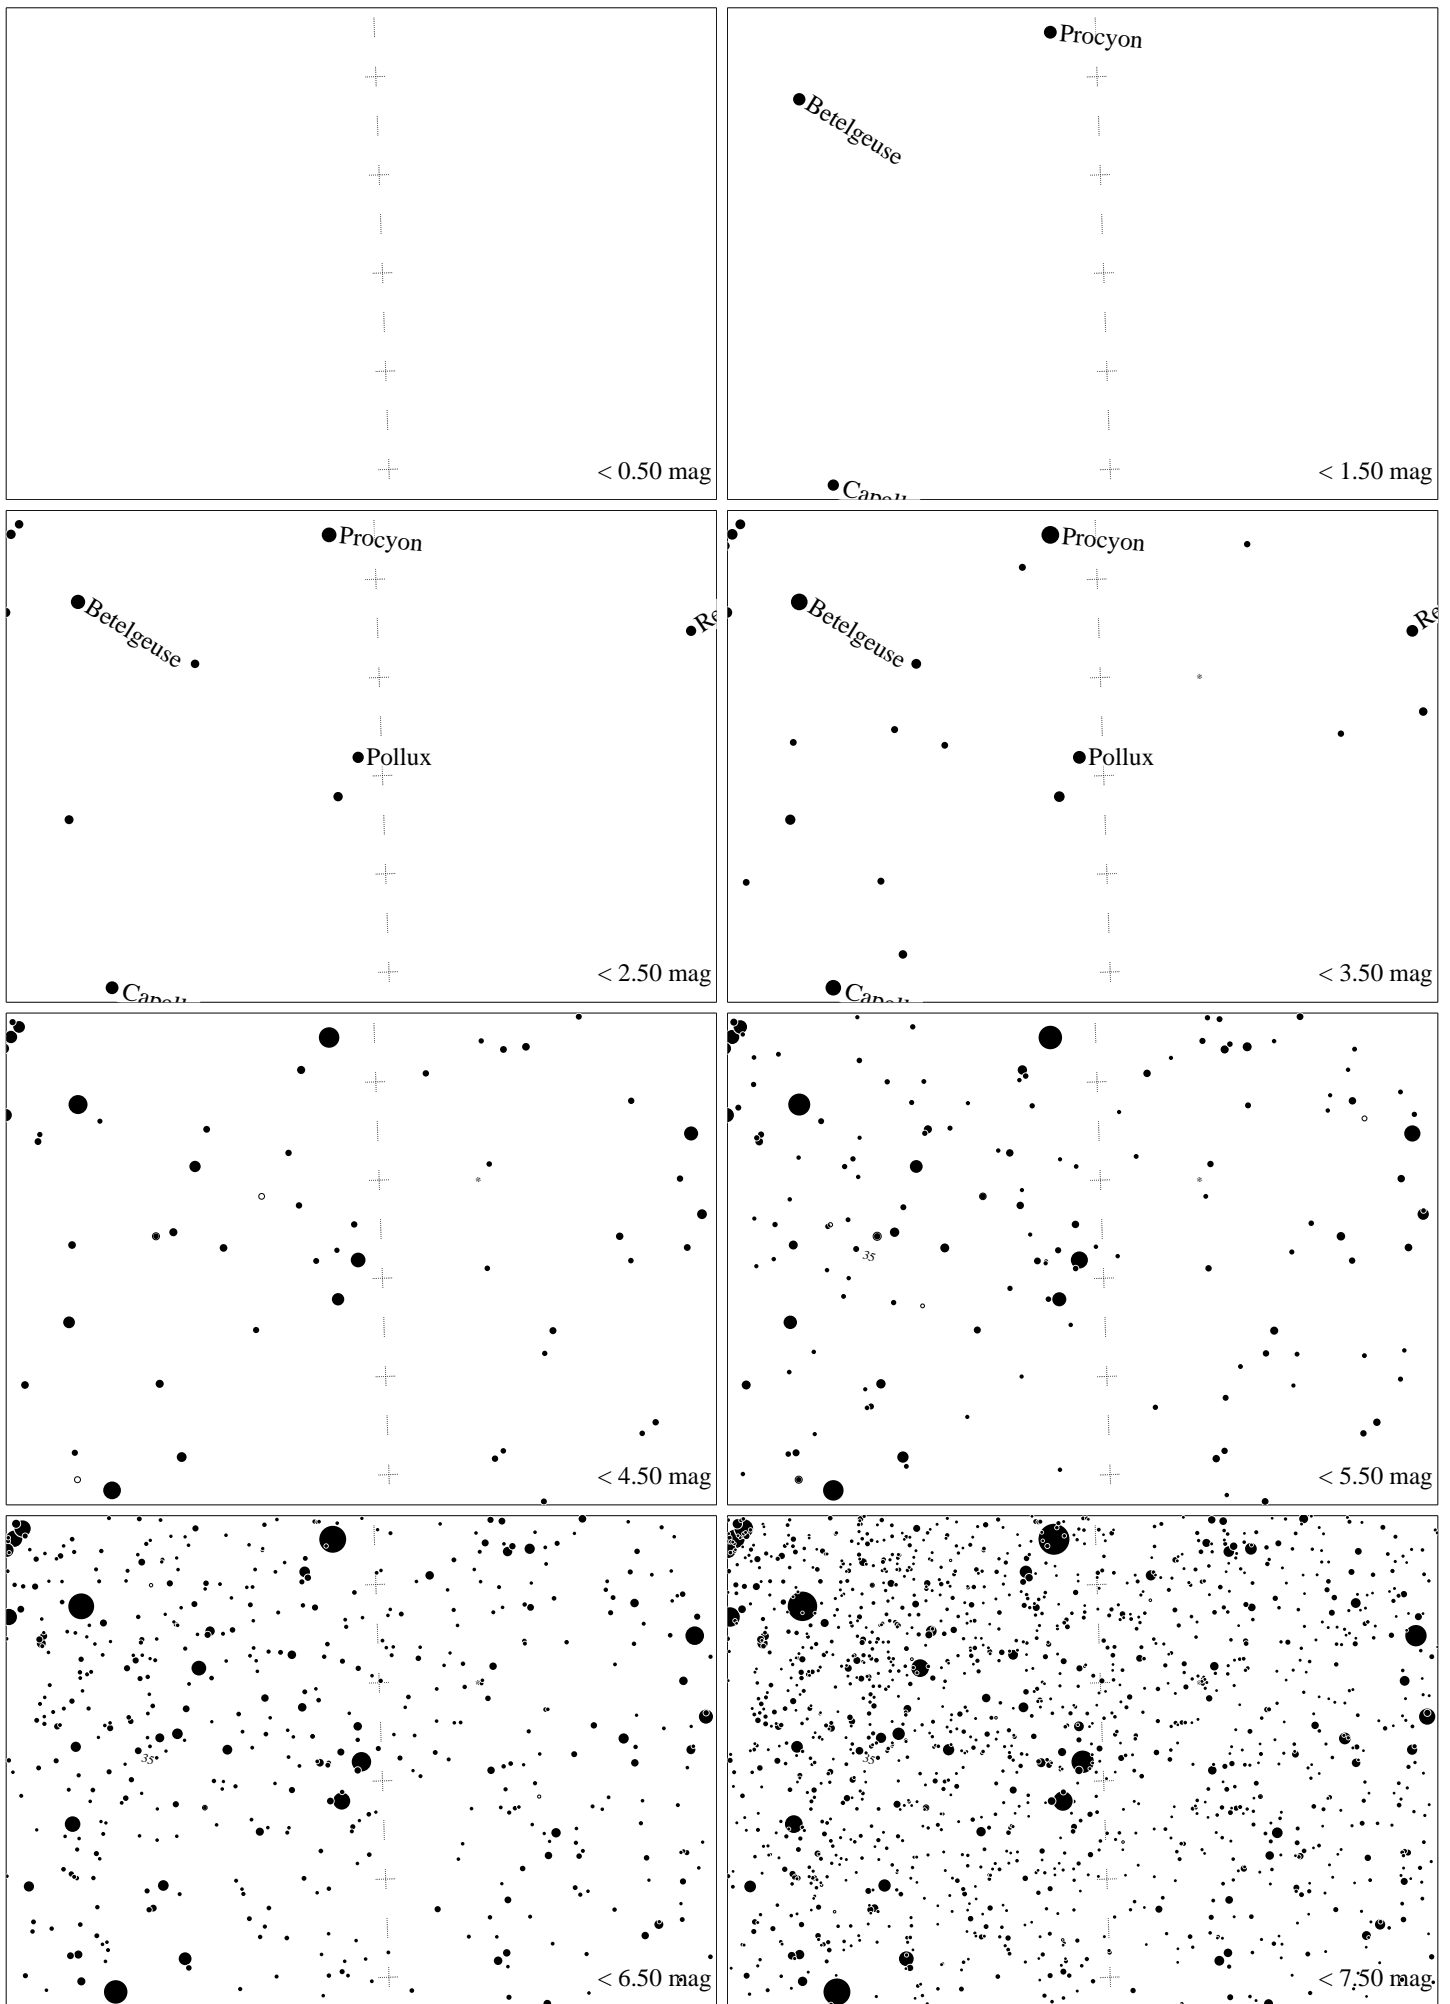 < 0.50 mag
Procyon
Betelgeuse
< 1.50 mag
Procyon
Betelgeuse
Pollux
< 2.50 mag
Procyon
Betelgeuse
Pollux
< 3.50 mag
< 4.50 mag
35
< 5.50 mag
35
< 6.50 mag
35
< 7.50 mag